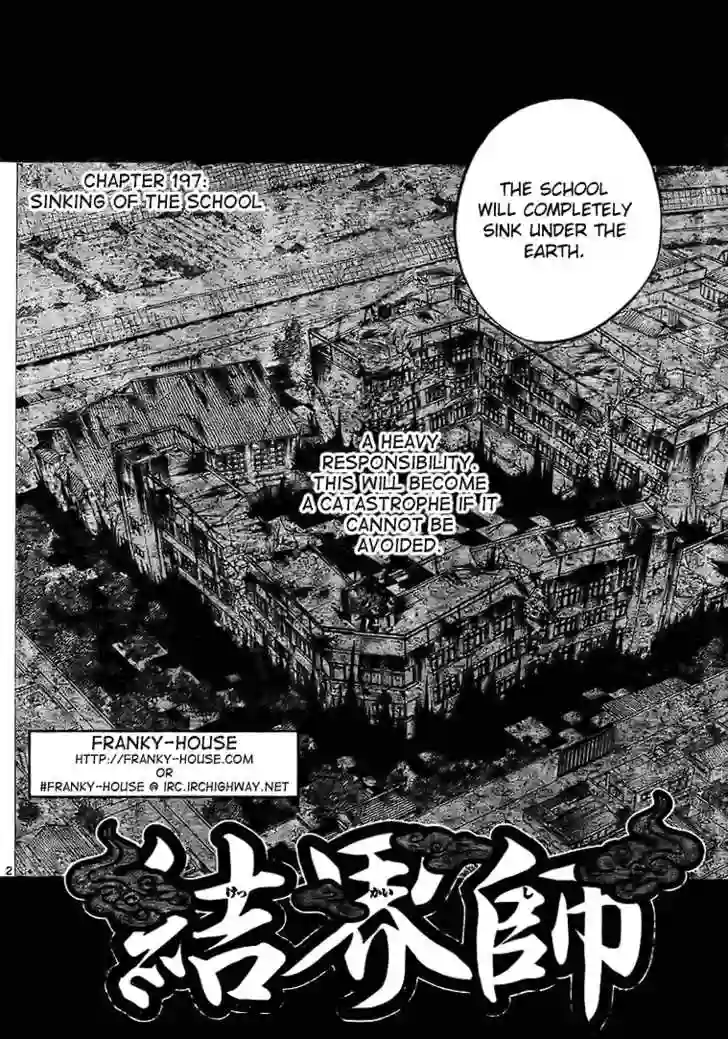 CHAPTER 197:
SINKING OF THE SCHOOL
THE SCHOOL
WILL COMPLETELY
SINK UNDER THE
EARTH.
A HEAVY
RESPONSIBILITY.
THIS WILL BECOME
A CATASTROPHE IF IT
CANNOT BE
AVOIDED.
FRANKY-HOUSE
HTTP://FRANKY-HOUSE.COM
OR
#FRANKY-HOUSE @ IRC.IRCHIGHWAY.NET
2
けっかいし
結界師